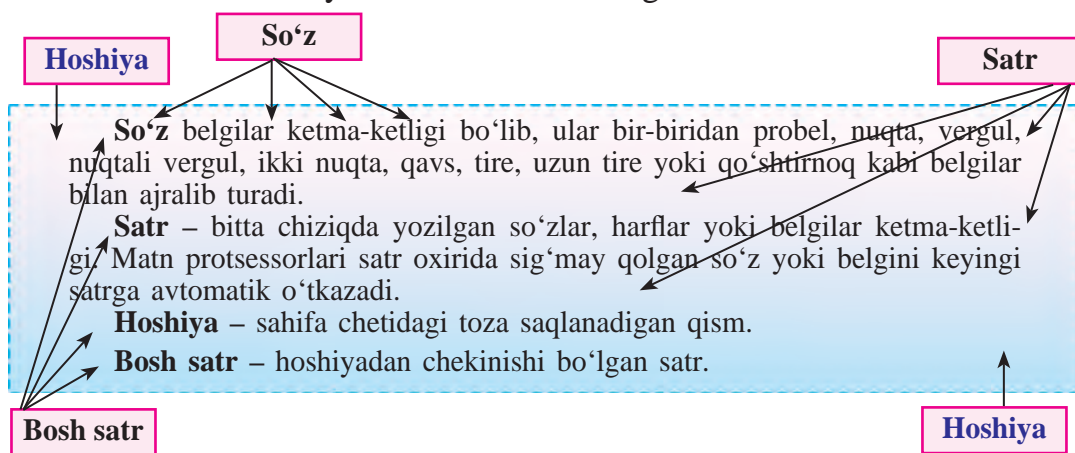 So‘z
Hoshiya
Satr
So‘z belgilar ketma-ketligi bo‘lib, ular bir-biridan probel, nuqta, vergul,
nuqtali vergul, ikki nuqta, qavs, tire, uzun tire yoki qo‘shtirnoq kabi belgilar
bilan ajralib turadi.
Satr – bitta chiziqda yozilgan so‘zlar, harflar yoki belgilar ketma-ketli-
gi. Matn protsessorlari satr oxirida sig‘may qolgan so‘z yoki belgini keyingi
satrga avtomatik o‘tkazadi.
Hoshiya – sahifa chetidagi toza saqlanadigan qism.
Bosh satr – hoshiyadan chekinishi bo‘lgan satr.
Bosh satr
Hoshiya